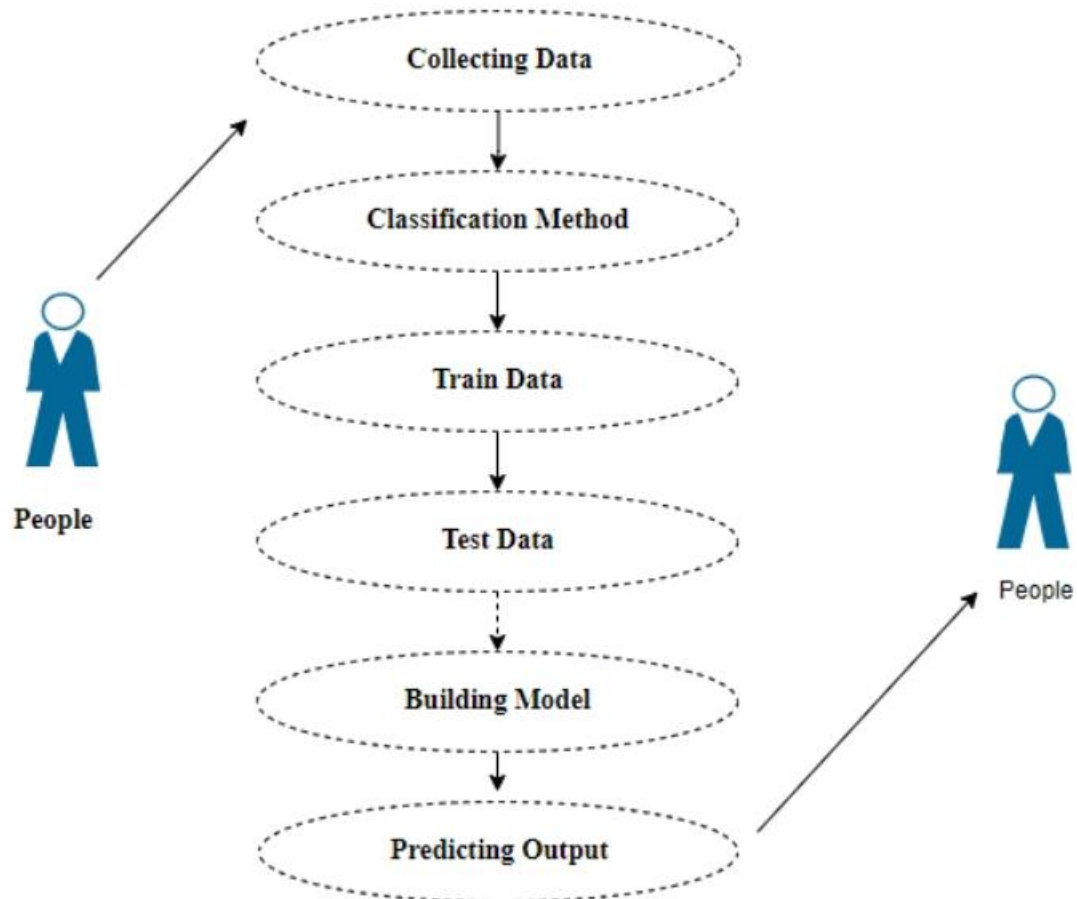 Collecting Data
Classification Method
Train Data
Test Data
People
People
Building Model
Predicting Output